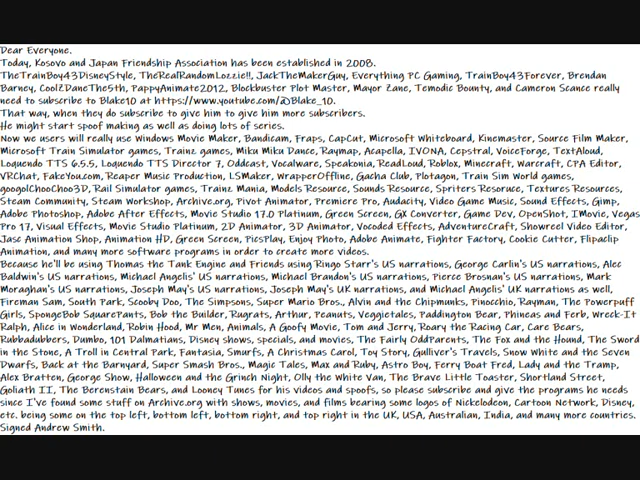 Dear Everyone.
Today, Kosovo and Japan Friendship Association has been established in 2008.
TheTrainBoy43DisneyStyle, TheRealRandomLozzie!!, JackTheMakerGuy, Everything PC Gaming, TrainBoy43Forever, Brendan
Barney, CoolZDaneThe5th, PappyAnimate2012, Blockbuster Plot Master, Mayor Zane, Temodic Bounty, and Cameron Scance really
need to subscribe to Blake10 at https://www.youtube.com/@Blake_10.
That way, when they do subscribe to give him to give him more subscribers.
He might start spoof making as well as doing lots of series.
Now we users will really use Windows Movie Maker, Bandicam, Fraps, CapCut, Microsoft Whiteboard, Kinemaster, Source Film Maker,
Microsoft Train Simulator games, Trainz games, Miku Miku Dance, Raymap, Acapella, IVONA, Cepstral, VoiceForge, TextAloud,
Loquendo TTS 6.5.5, Loquendo TTS Director 7, Oddcast, Vocalware, Speakonia, ReadLoud, Roblox, Minecraft, Warcraft, CPA Editor,
VRChat, FakeYou.com, Reaper Music Production, LSMaker, WrapperOffline, Gacha Club, Plotagon, Train Sim World games,
googolChooChoo3D, Rail Simulator games, Trainz Mania, Models Resource, Sounds Resource, Spriters Resoruce, Textures Resources,
Steam Community, Steam Workshop, Archive.org, Pivot Animator, Premiere Pro, Audacity, Video Game Music, Sound Effects, Gimp,
Adobe Photoshop, Adobe After Effects, Movie Studio 17.0 Platinum, Green Screen, GX Converter, Game Dev, OpenShot, IMovie, Vegas
Pro 17, Visual Effects, Movie Studio Platinum, 2D Animator, 3D Animator, Vocoded Effects, AdventureCraft, Showreel Video Editor,
Jasc Animation Shop, Animation HD, Green Screen, PicsPlay, Enjoy Photo, Adobe Animate, Fighter Factory, Cookie Cutter, Flipaclip
Animation, and many more software programs in order to create more videos.
Because he'll be using Thomas the Tank Engine and Friends using Ringo Starr's US narrations, George Carlin's US narrations, Alec
Baldwin's US narrations, Michael Angelis' US narrations, Michael Brandon's US narrations, Pierce Brosnan's US narrations, Mark
Moraghan's US narrations, Joseph May's US narrations, Joseph May's UK narrations, and Michael Angelis' UK narrations as well,
Fireman Sam, South Park, Scooby Doo, The Simpsons, Super Mario Bros., Alvin and the Chipmunks, Pinocchio, Rayman, The Powerpuff
Girls, SpongeBob SquarePants, Bob the Builder, Rugrats, Arthur, Peanuts, Veggietales, Paddington Bear, Phineas and Ferb, Wreck-It
Ralph, Alice in Wonderland, Robin Hood, Mr Men, Animals, A Goofy Movie, Tom and Jerry, Roary the Racing Car, Care Bears,
Rubbadubbers, Dumbo, 101 Dalmatians, Disney shows, specials, and movies, The Fairly OddParents, The Fox and the Hound, The Sword
in the Stone, A Troll in Central Park, Fantasia, Smurfs, A Christmas Carol, Toy Story, Gulliver's Travels, Snow White and the Seven
Dwarfs, Back at the Barnyard, Super Smash Bros., Magic Tales, Max and Ruby, Astro Boy, Ferry Boat Fred, Lady and the Tramp,
Alex Bratten, George Show, Halloween and the Grinch Night, Olly the White Van, The Brave Little Toaster, Shortland Street,
Goliath II, The Berenstain Bears, and Looney Tunes for his videos and spoofs, so please subscribe and give the programs he needs
since I've found some stuff on Archive.org with shows, movies, and films bearing some logos of Nickelodeon, Cartoon Network, Disney,
etc. being some on the top left, bottom left, bottom right, and top right in the UK, USA, Australian, India, and many more countries.
Signed Andrew Smith.